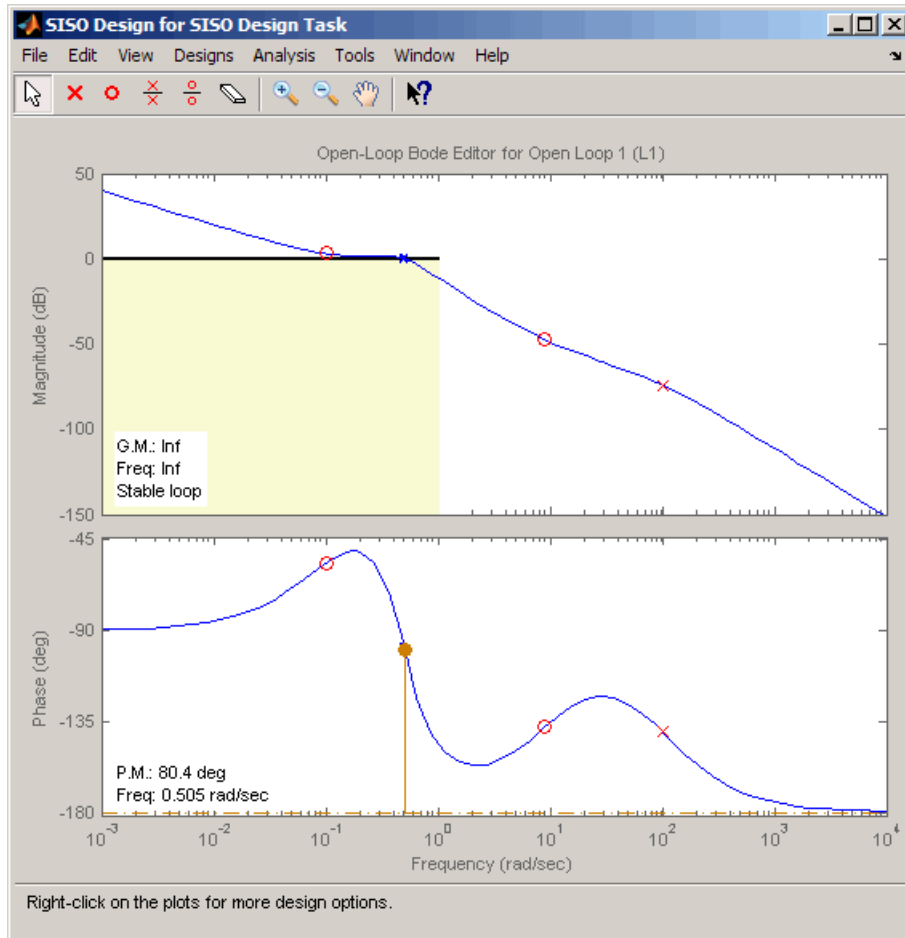 SISO Design for SISO Design Task
File Edit View Designs Analysis Tools Window Help
Open-Loop Bode Editor for Open Loop 1 (L1)
50
0
-50
-100
-150
Magnitude (dB)
G.M.: Inf
Freq: Inf
Stable loop
-45
-90
-135
-180
Phase (deg)
P.M.: 80.4 deg
Freq: 0.505 rad/sec
10^-3 10^-2 10^-1 10^0 10^1 10^2 10^3 10^4
Frequency (rad/sec)
Right-click on the plots for more design options.